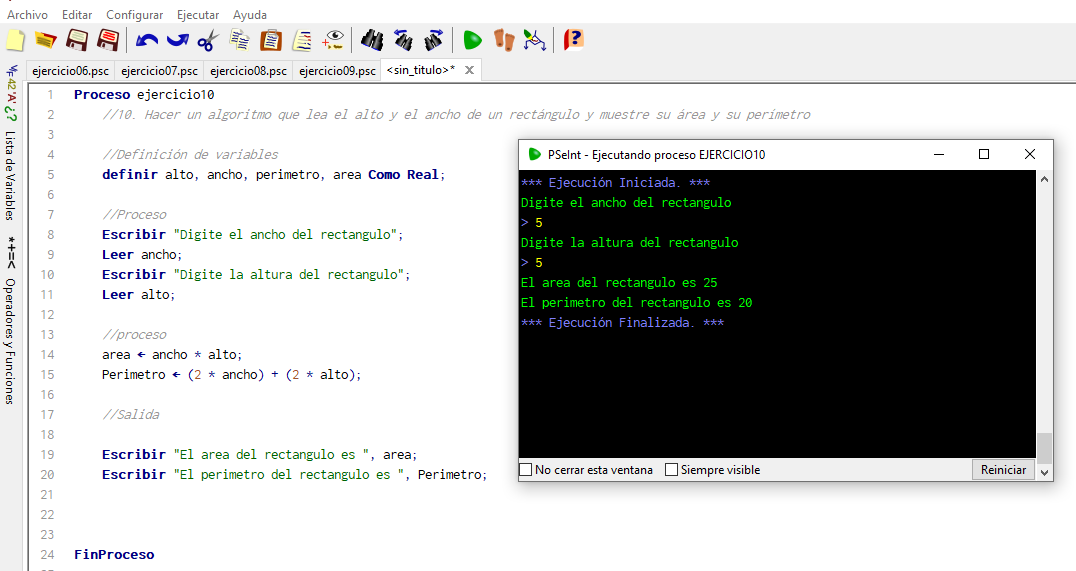 Archivo Editar Configurar Ejecutar Ayuda
ejercicio06.psc ejercicio07.psc ejercicio08.psc ejercicio09.psc <sin_titulo>*
1 Proceso ejercicio10
2 //10. Hacer un algoritmo que lea el alto y el ancho de un rectángulo y muestre su área y su perímetro
3
4 //Definición de variables
5 definir alto, ancho, perimetro, area Como Real;
6
7 //Proceso
8 Escribir "Digite el ancho del rectangulo";
9 Leer ancho;
10 Escribir "Digite la altura del rectangulo";
11 Leer alto;
12
13 //proceso
14 area ← ancho * alto;
15 Perimetro ← (2 * ancho) + (2 * alto);
16
17 //Salida
18
19 Escribir "El area del rectangulo es ", area;
20 Escribir "El perimetro del rectangulo es ", Perimetro;
21
22
23
24 FinProceso
Lista de Variables
*+=<
Operadores y Funciones
PSeInt - Ejecutando proceso EJERCICIO10
*** Ejecución Iniciada. ***
Digite el ancho del rectangulo
> 5
Digite la altura del rectangulo
> 5
El area del rectangulo es 25
El perimetro del rectangulo es 20
*** Ejecución Finalizada. ***
No cerrar esta ventana Siempre visible Reiniciar